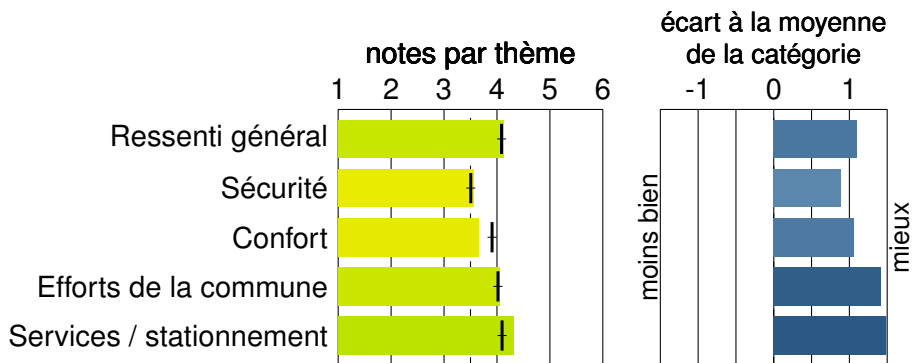 notes par thème
écart à la moyenne
de la catégorie
1 2 3 4 5 6
-1 0 1
Ressenti général
Sécurité
Confort
Efforts de la commune
Services / stationnement
moins bien
mieux